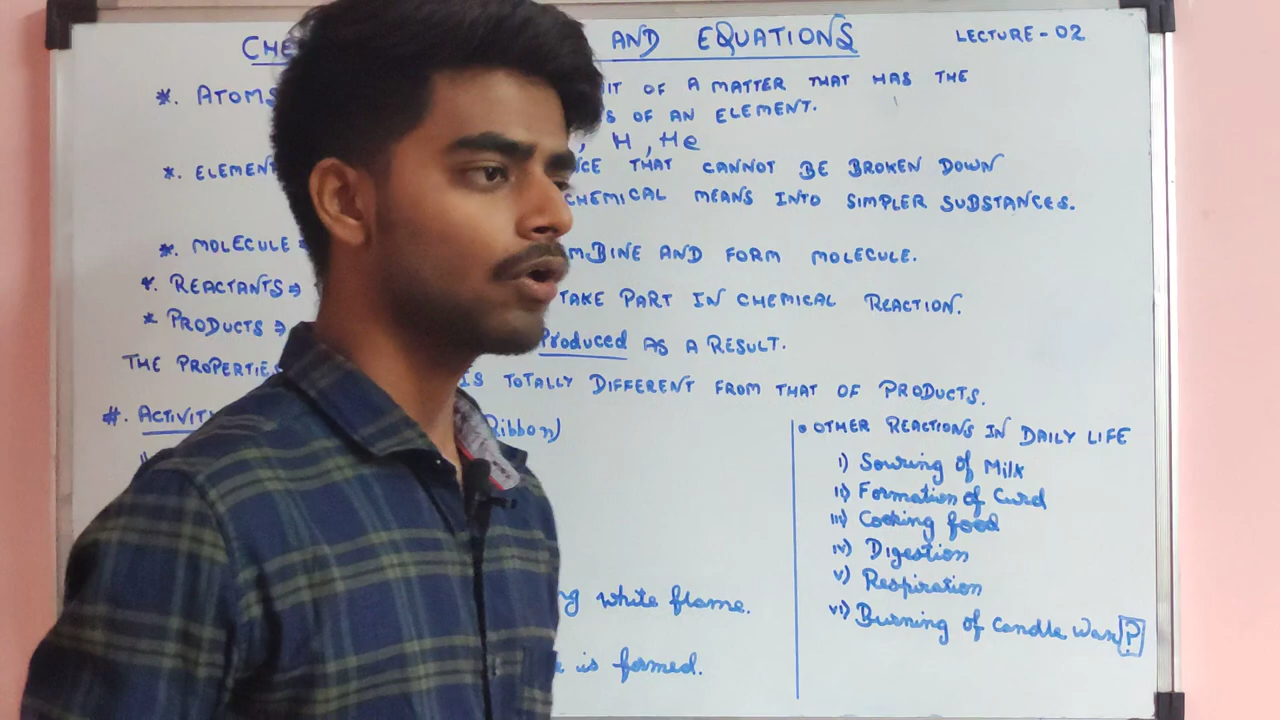 CHE AND EQUATIONS LECTURE-02
*. ATOMS IT OF A MATTER THAT HAS THE
S OF AN ELEMENT.
, H , He
*. ELEMENT CE THAT CANNOT BE BROKEN DOWN
CHEMICAL MEANS INTO SIMPLER SUBSTANCES.
*. MOLECULE ⇒ MBINE AND FORM MOLECULE.
*. REACTANTS ⇒ TAKE PART IN CHEMICAL REACTION.
* PRODUCTS ⇒ Produced AS A RESULT.
THE PROPERTIES IS TOTALLY DIFFERENT FROM THAT OF PRODUCTS.
#. ACTIVITY Ribbon)
ng white flame.
is formed.
• OTHER REACTIONS IN DAILY LIFE
i) Souring of Milk
ii) Formation of Curd
iii) Cooking food
iv) Digestion
v) Respiration
vi) Burning of Candle Wax ?